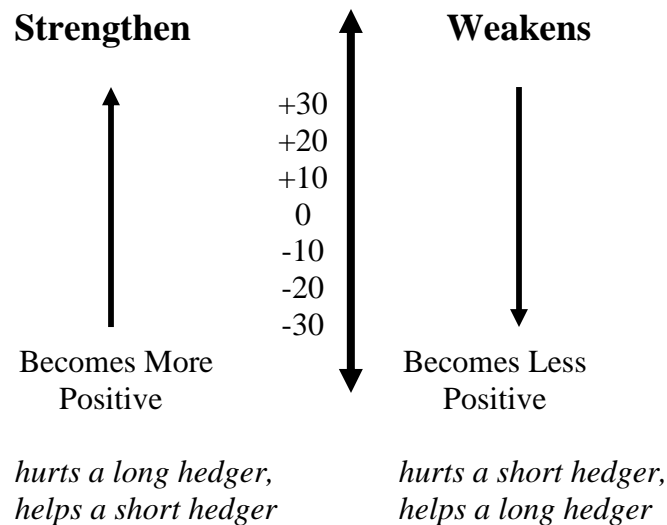 Strengthen
Weakens
+30
+20
+10
0
-10
-20
-30
Becomes More
Positive
Becomes Less
Positive
hurts a long hedger,
helps a short hedger
hurts a short hedger,
helps a long hedger